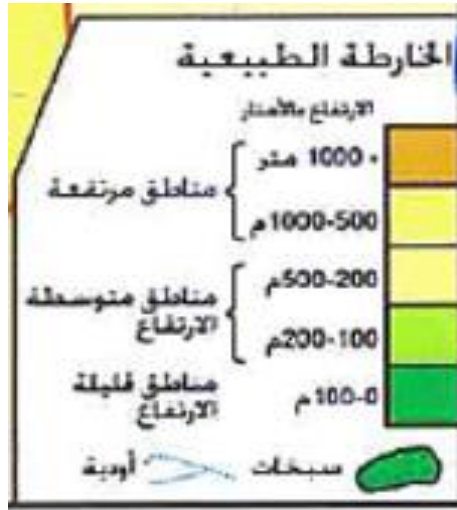 الخارطة الطبيعية
الارتفاع بالأمتار
+ 1000 متر
مناطق مرتفعة
1000-500م
500-200م
مناطق متوسطة
الارتفاع
200-100م
مناطق قليلة
الارتفاع
100-0م
سبخات
أودية